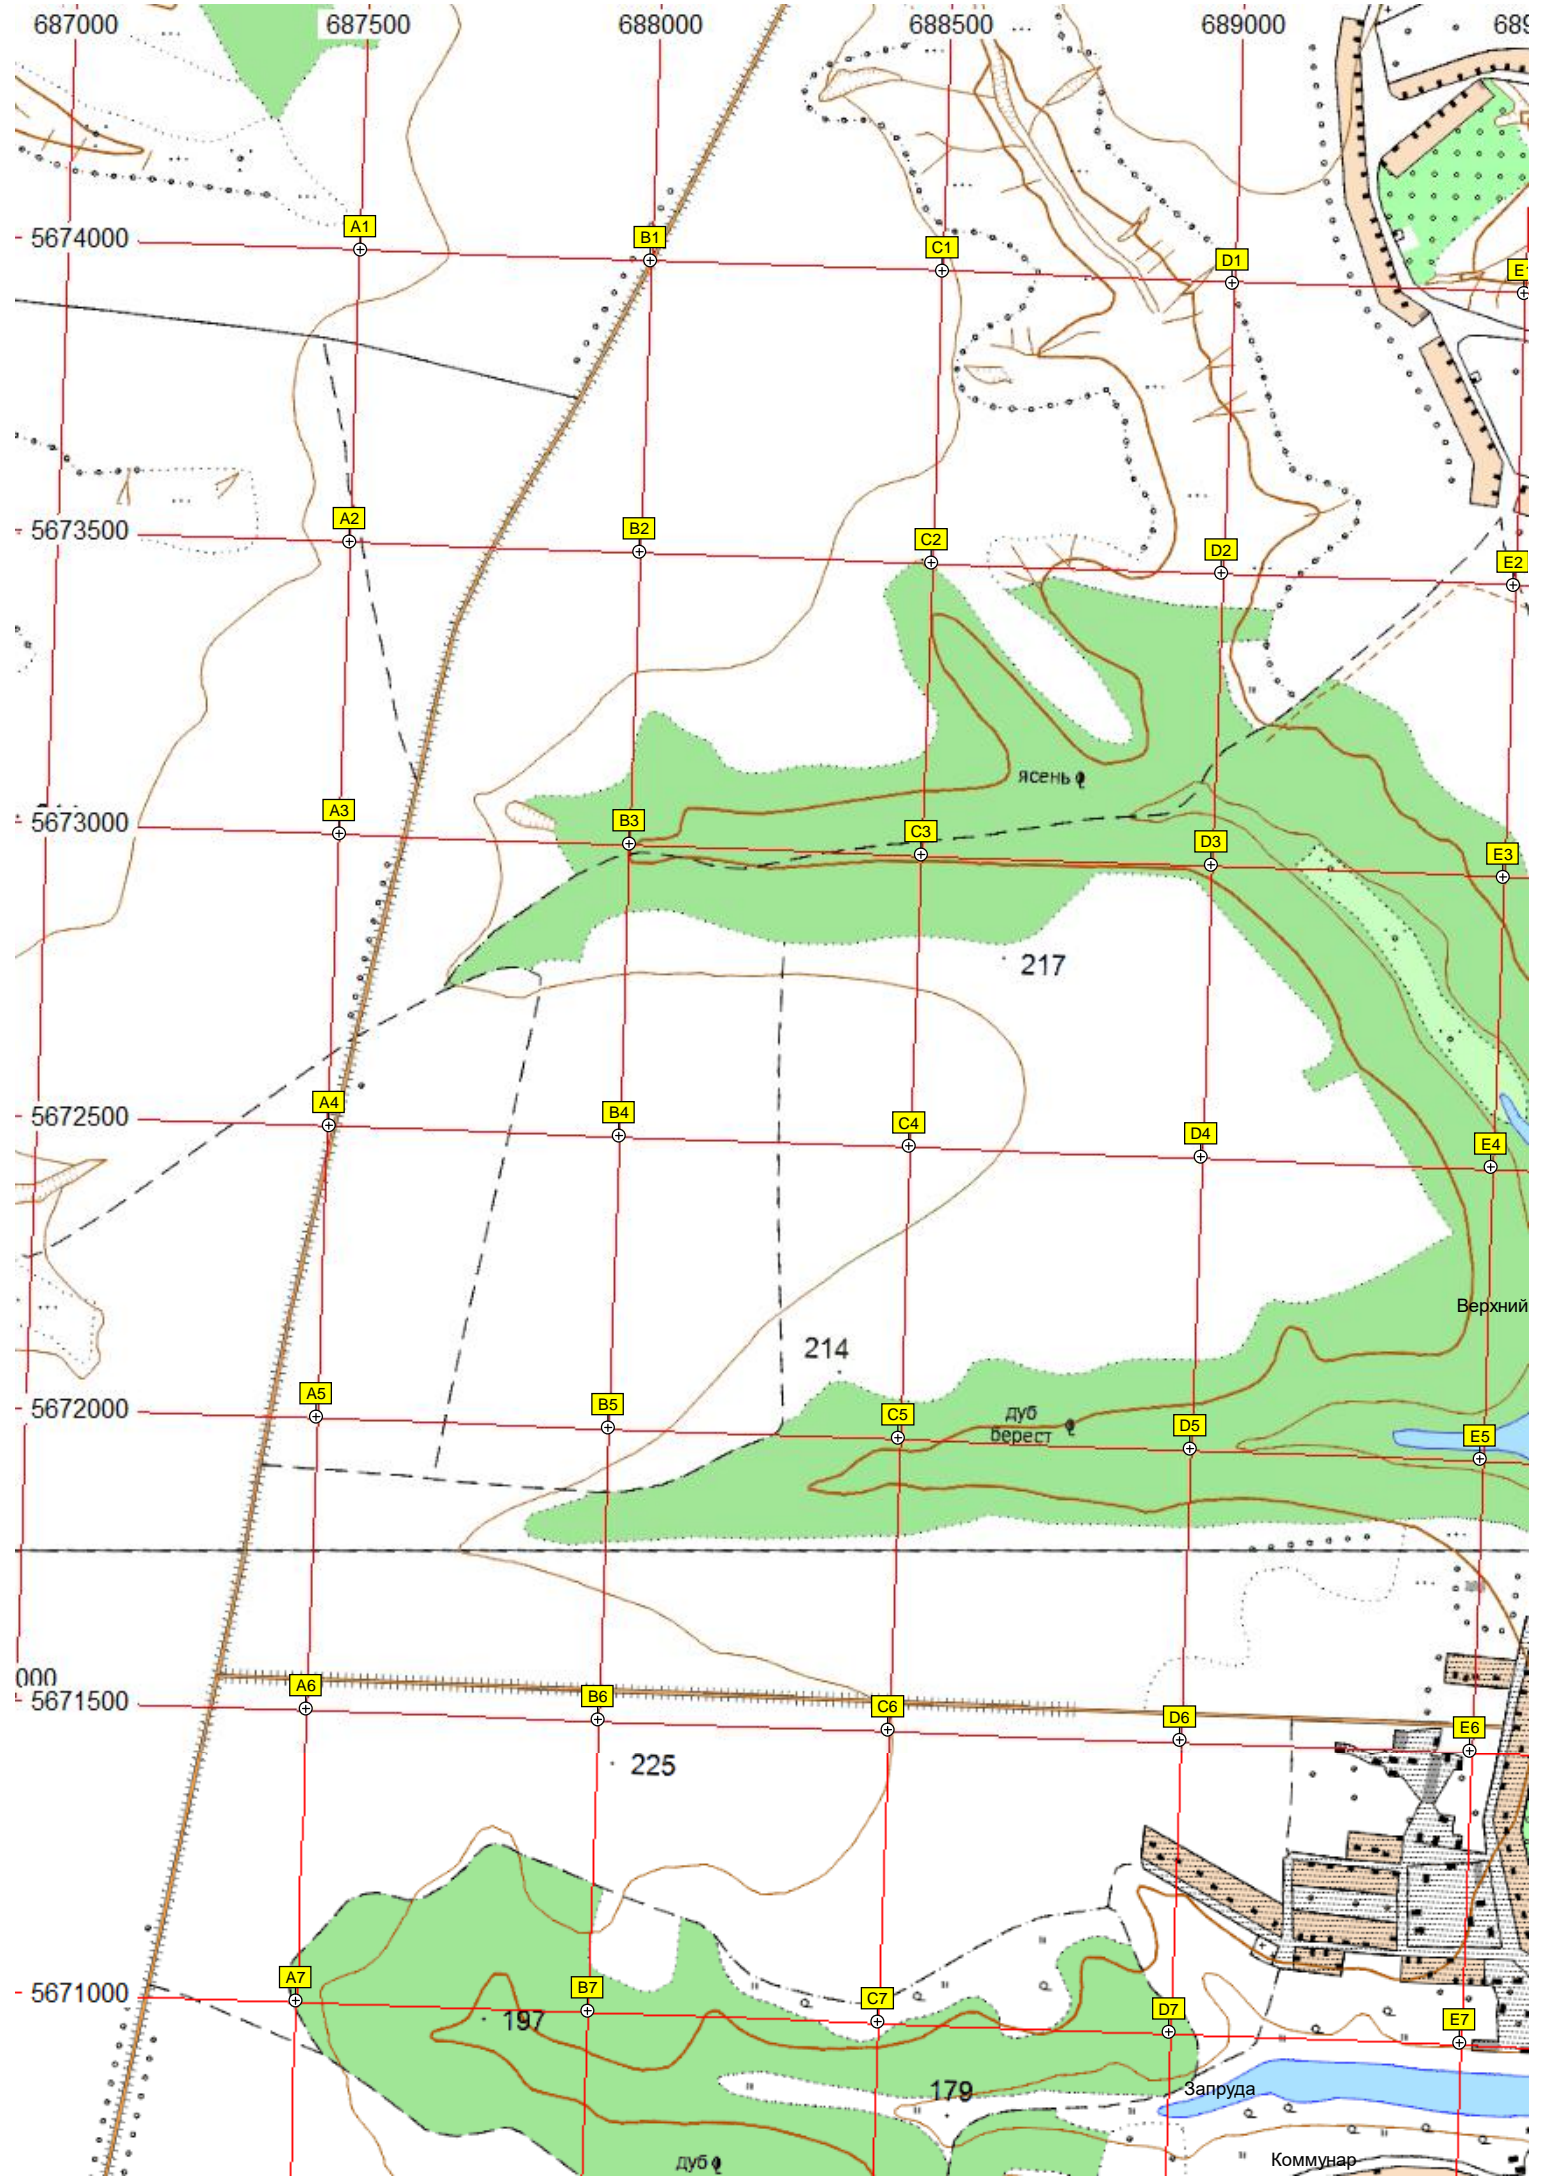 687000 687500 688000 688500 689000 689
A1 B1 C1 D1 E1
5674000
A2 B2 C2 D2 E2
5673500
ясень
A3 B3 C3 D3 E3
5673000
217
A4 B4 C4 D4 E4
5672500
Верхний
214
A5 B5 C5 D5 E5
5672000
дуб
берест
000
A6 B6 C6 D6 E6
5671500
225
A7 B7 C7 D7 E7
5671000
197
179
Запруда
дуб
Коммунар